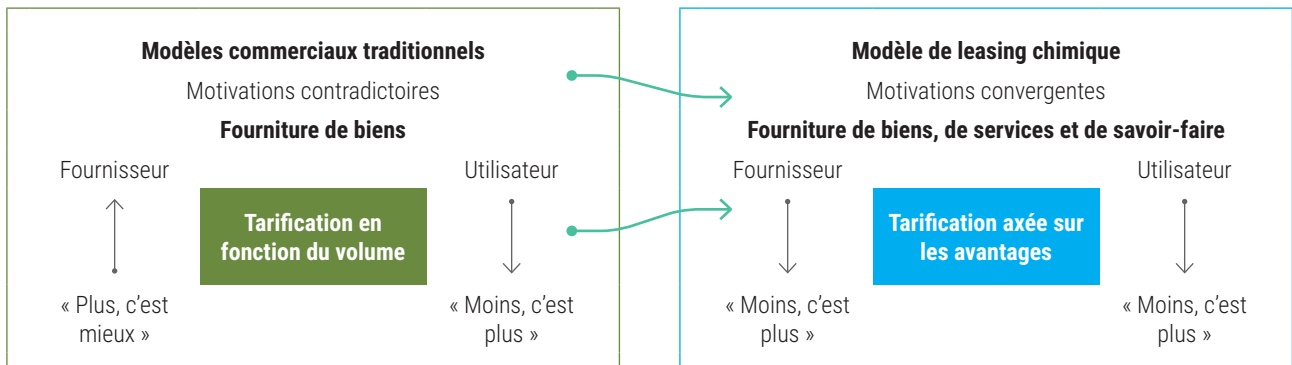 Modèles commerciaux traditionnels
Motivations contradictoires
Fourniture de biens
Fournisseur
Utilisateur
Tarification en
fonction du volume
« Plus, c’est
mieux »
« Moins, c’est
plus »
Modèle de leasing chimique
Motivations convergentes
Fourniture de biens, de services et de savoir-faire
Fournisseur
Utilisateur
Tarification axée sur
les avantages
« Moins, c’est
plus »
« Moins, c’est
plus »